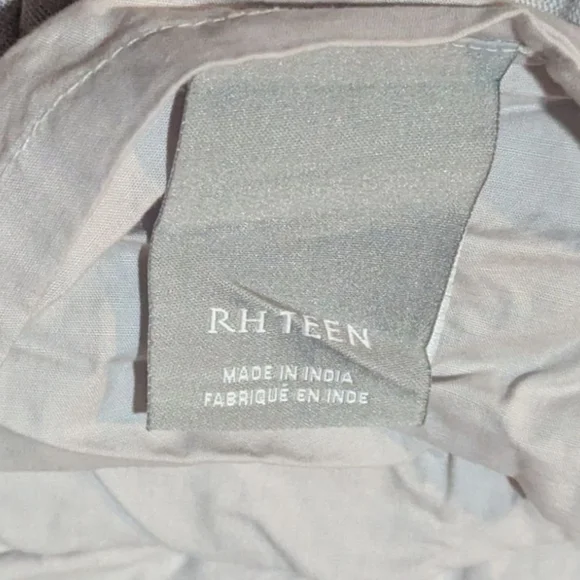 RH TEEN
MADE IN INDIA
FABRIQUÉ EN INDE